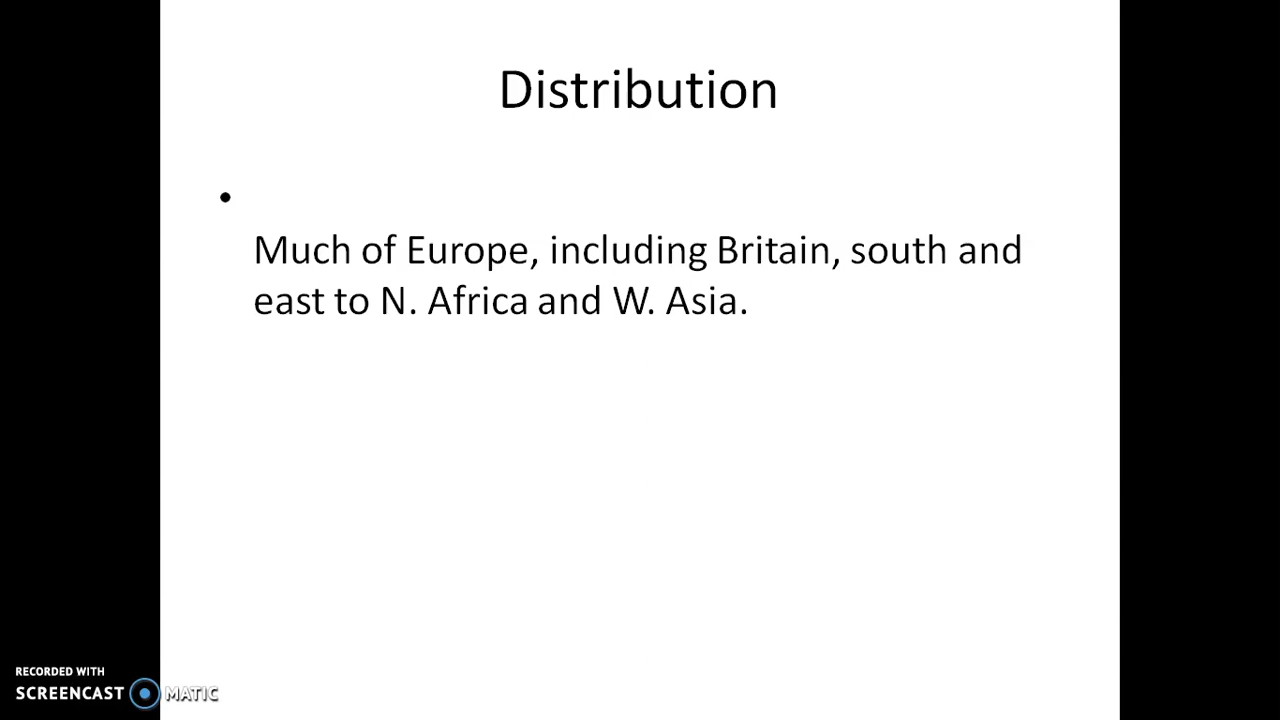 Distribution
•
Much of Europe, including Britain, south and
east to N. Africa and W. Asia.
RECORDED WITH
SCREENCAST MATIC